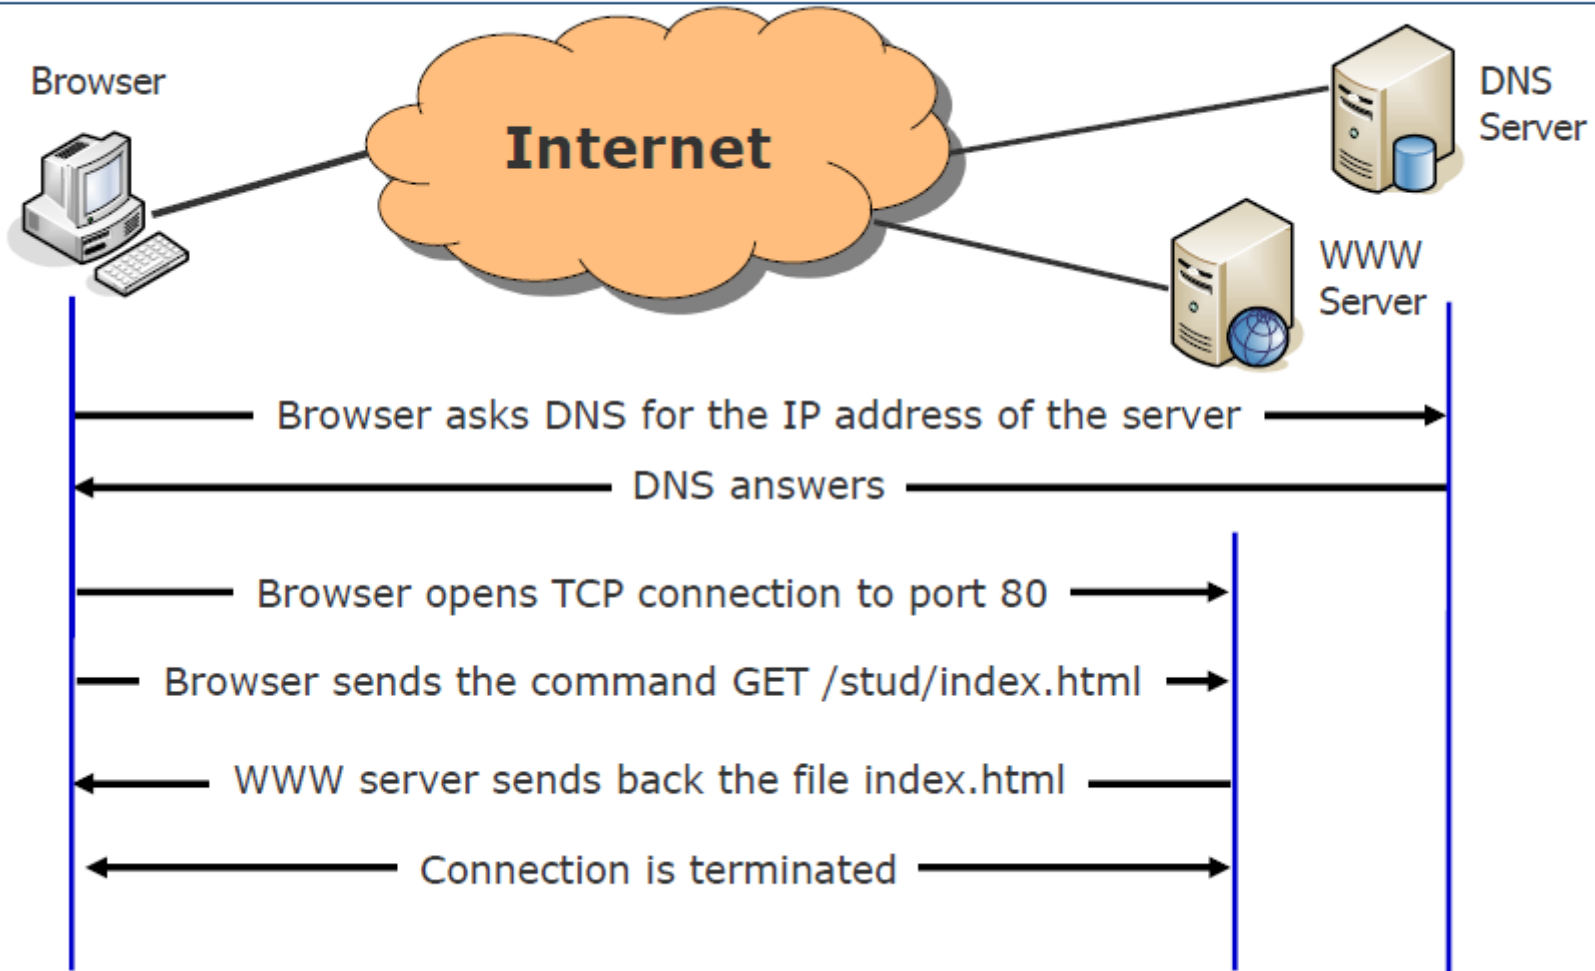 Browser
Internet
DNS
Server
WWW
Server
Browser asks DNS for the IP address of the server
DNS answers
Browser opens TCP connection to port 80
Browser sends the command GET /stud/index.html
WWW server sends back the file index.html
Connection is terminated